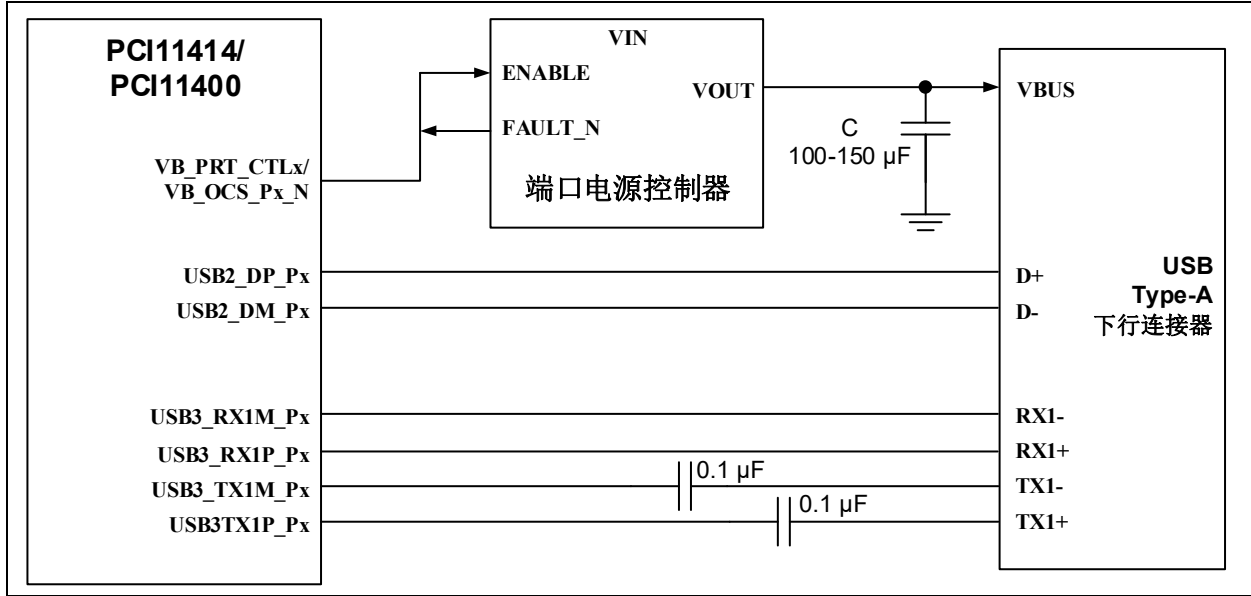 PCI11414/
PCI11400
VB_PRT_CTLx/
VB_OCS_Px_N
USB2_DP_Px
USB2_DM_Px
USB3_RX1M_Px
USB3_RX1P_Px
USB3_TX1M_Px
USB3TX1P_Px
VIN
ENABLE
VOUT
FAULT_N
端口电源控制器
C
100-150 µF
0.1 µF
0.1 µF
VBUS
D+
D-
USB
Type-A
下行连接器
RX1-
RX1+
TX1-
TX1+